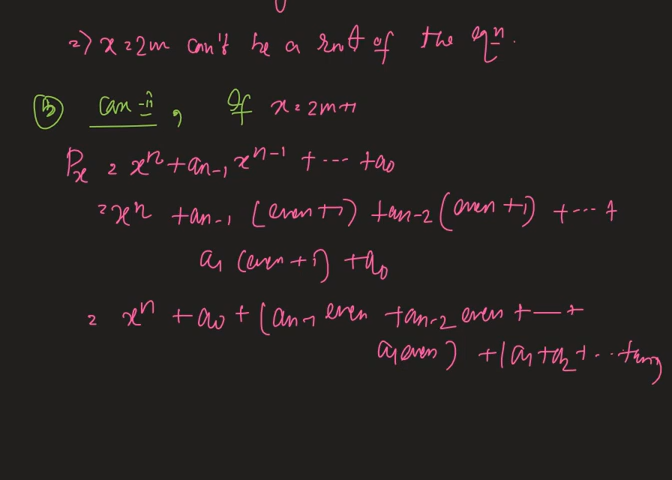 => x = 2m can't be a root of the eqn.
(b) Case - ii, If x = 2m+1
Px = x^n + an-1 x^n-1 + ... + a0
= x^n + an-1 (even+1) + an-2 (even+1) + ... +
a1 (even+1) + a0
= x^n + a0 + (an-1 even + an-2 even + — +
a1 even) + (a1 + a2 + ... + an-1)